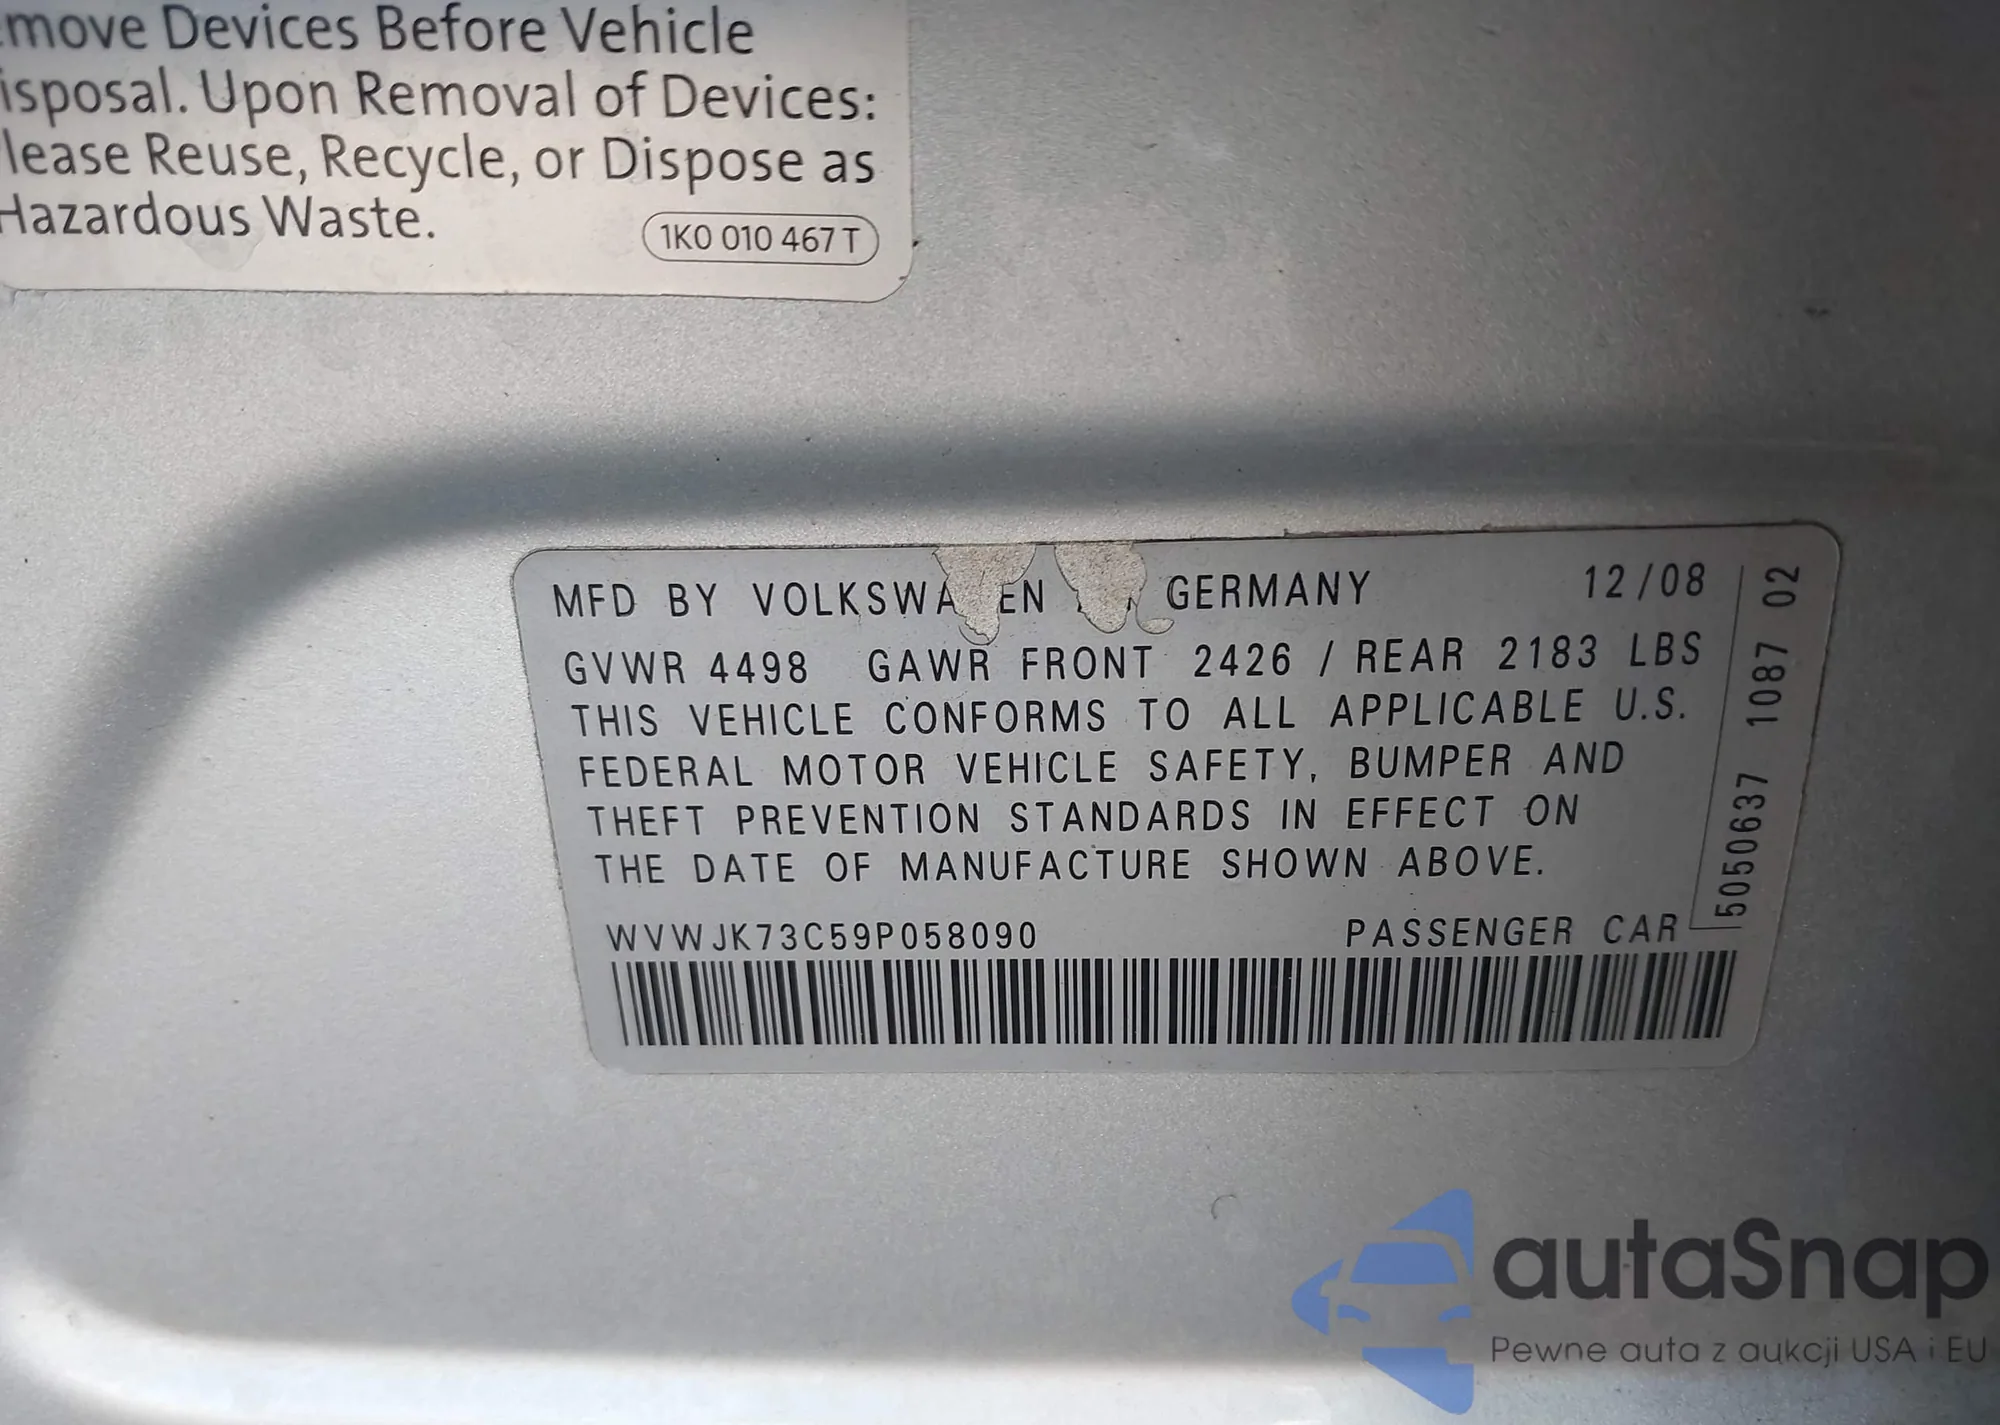 move Devices Before Vehicle
isposal. Upon Removal of Devices:
lease Reuse, Recycle, or Dispose as
Hazardous Waste.
1K0 010 467 T
MFD BY VOLKSWA EN GERMANY 12/08
GVWR 4498 GAWR FRONT 2426 / REAR 2183 LBS
THIS VEHICLE CONFORMS TO ALL APPLICABLE U.S.
FEDERAL MOTOR VEHICLE SAFETY, BUMPER AND
THEFT PREVENTION STANDARDS IN EFFECT ON
THE DATE OF MANUFACTURE SHOWN ABOVE.
WVWJK73C59P058090 PASSENGER CAR
5050637 1087 02
autaSnap
Pewne auta z aukcji USA i EU